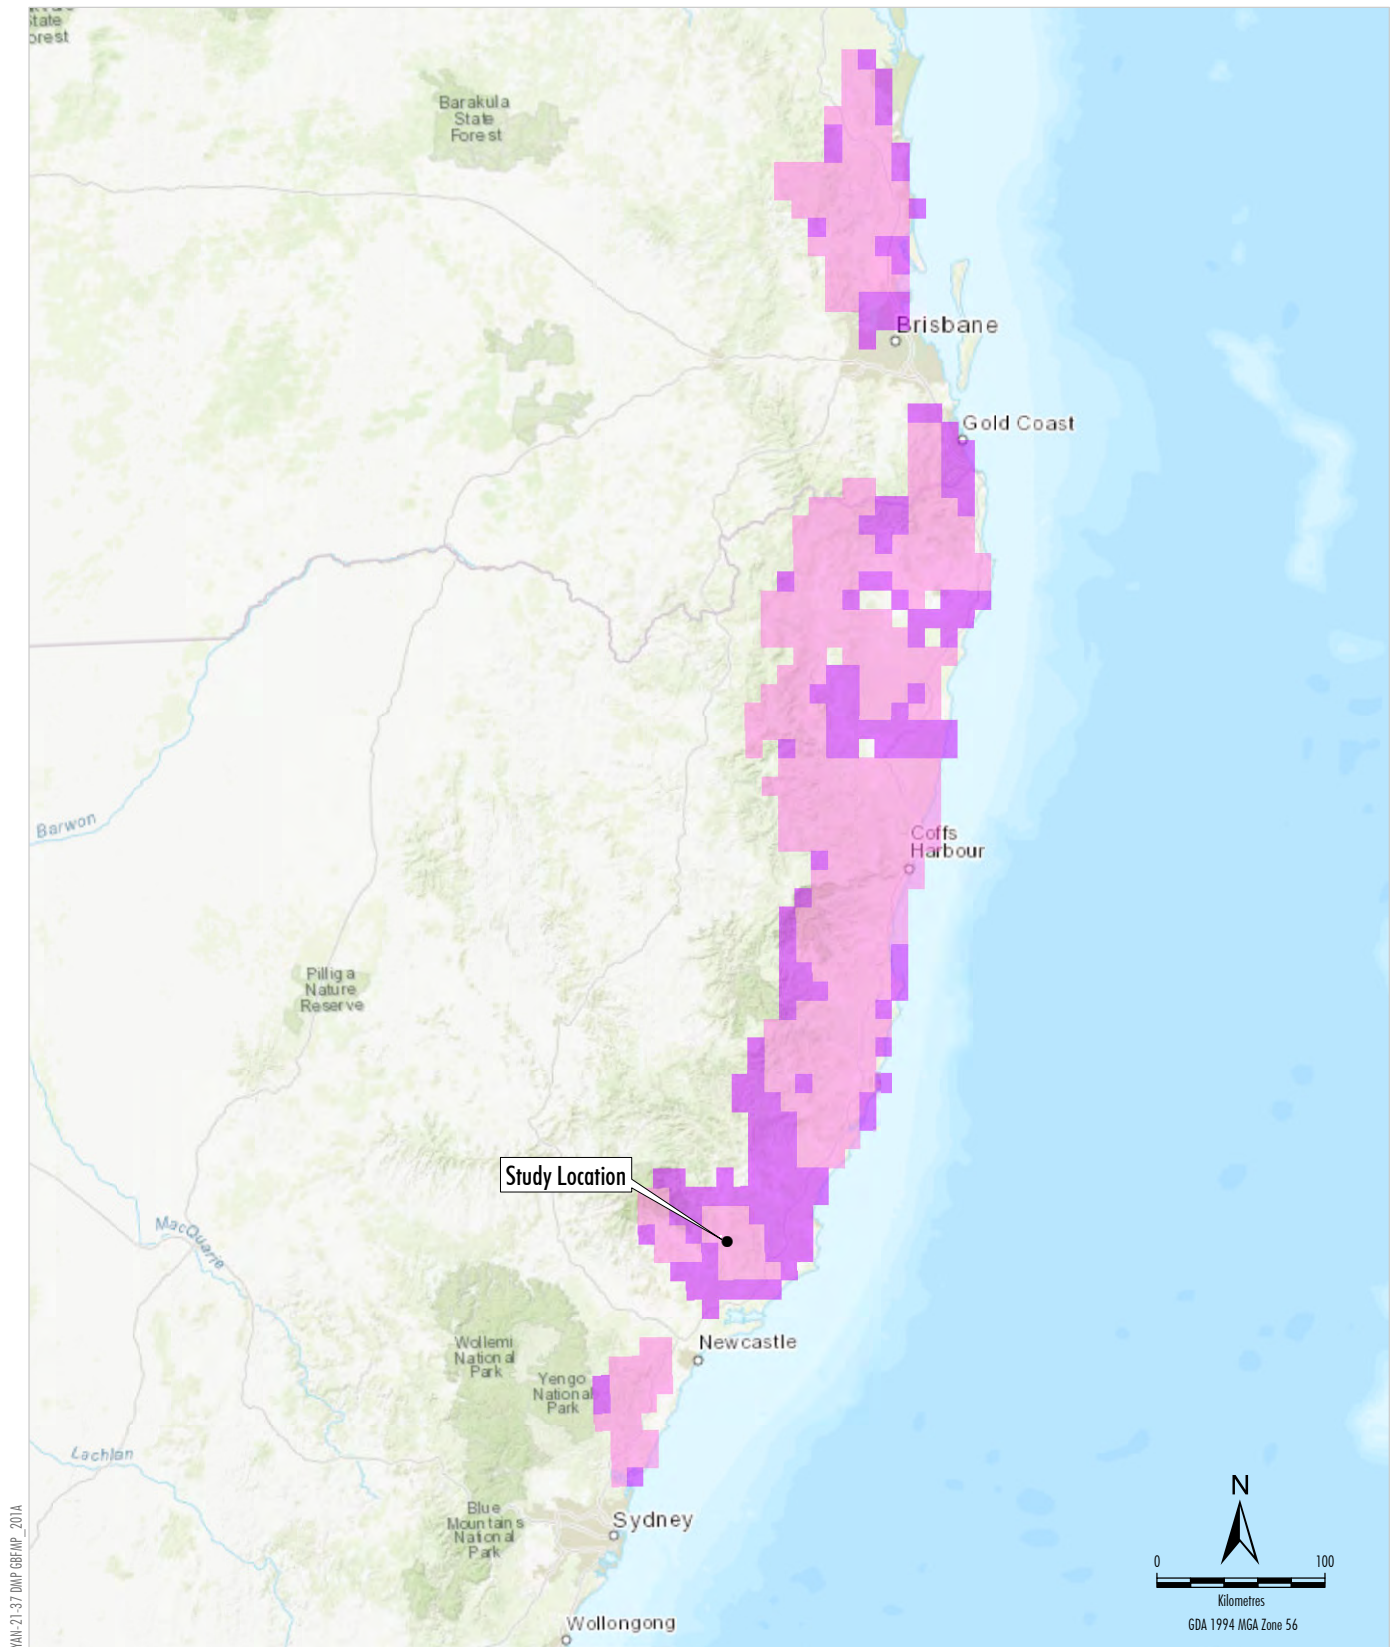 State
orest
Barakula
State
Forest
Brisbane
Gold Coast
Barwon
Coffs
Harbour
Pilliga
Nature
Reserve
Study Location
MacQuarie
Newcastle
Wollemi
National
Park
Yengo
National
Park
Lachlan
Blue
Mountains
National
Park
Sydney
Wollongong
N
0 100
Kilometres
GDA 1994 MGA Zone 56
YAN-21-37 DMP GBFMP_201A